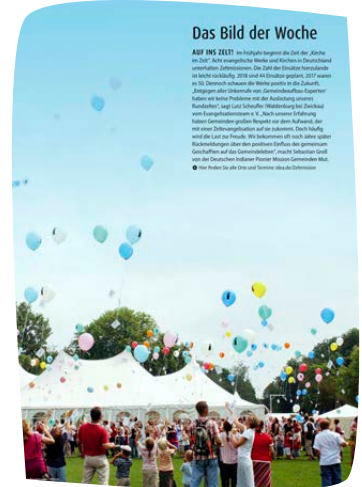 Das Bild der Woche
AUF INS ZELT! Im Frühjahr beginnt die Zeit der „Kirche
im Zelt“. Acht evangelische Werke und Kirchen in Deutschland
unterhalten Zeltmissionen. Die Zahl der Einsätze hierzulande
ist leicht rückläufig. 2018 sind 44 Einsätze geplant, 2017 waren
es 50. Dennoch schauen die Werke positiv in die Zukunft.
„Entgegen aller Unkenrufe von ‚Gemeindeaufbau-Experten‘
haben wir keine Probleme mit der Auslastung unseres
Rundzeltes“, sagt Lutz Scheufler (Waldenburg bei Zwickau)
vom Evangelisationsteam e. V. „Nach unserer Erfahrung
haben Gemeinden großen Respekt vor dem Aufwand, der
mit einer Zeltevangelisation auf sie zukommt. Doch häufig
wird die Last zur Freude. Wir bekommen oft noch Jahre später
Rückmeldungen über den positiven Einfluss des gemeinsam
Geschafften auf das Gemeindeleben“, macht Sebastian Groß
von der Deutschen Indianer Pionier Mission Gemeinden Mut.
Hier finden Sie alle Orte und Termine: idea.de/Zeltmission